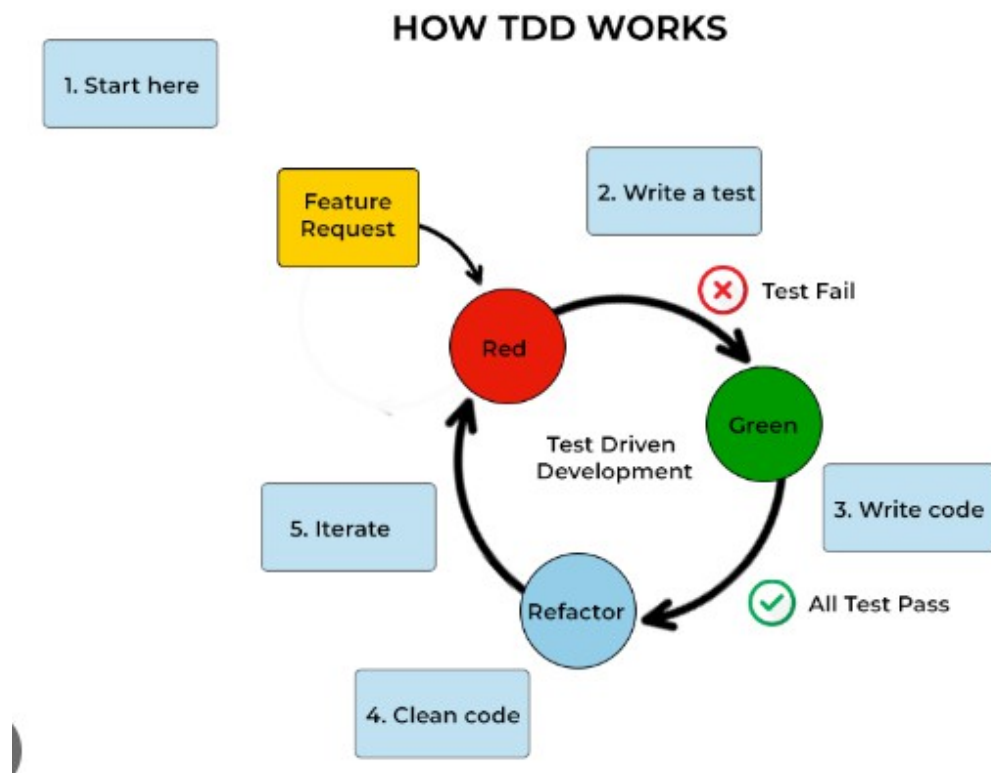 HOW TDD WORKS
1. Start here
2. Write a test
Feature
Request
Test Fail
Red
Green
Test Driven
Development
3. Write code
5. Iterate
All Test Pass
Refactor
4. Clean code